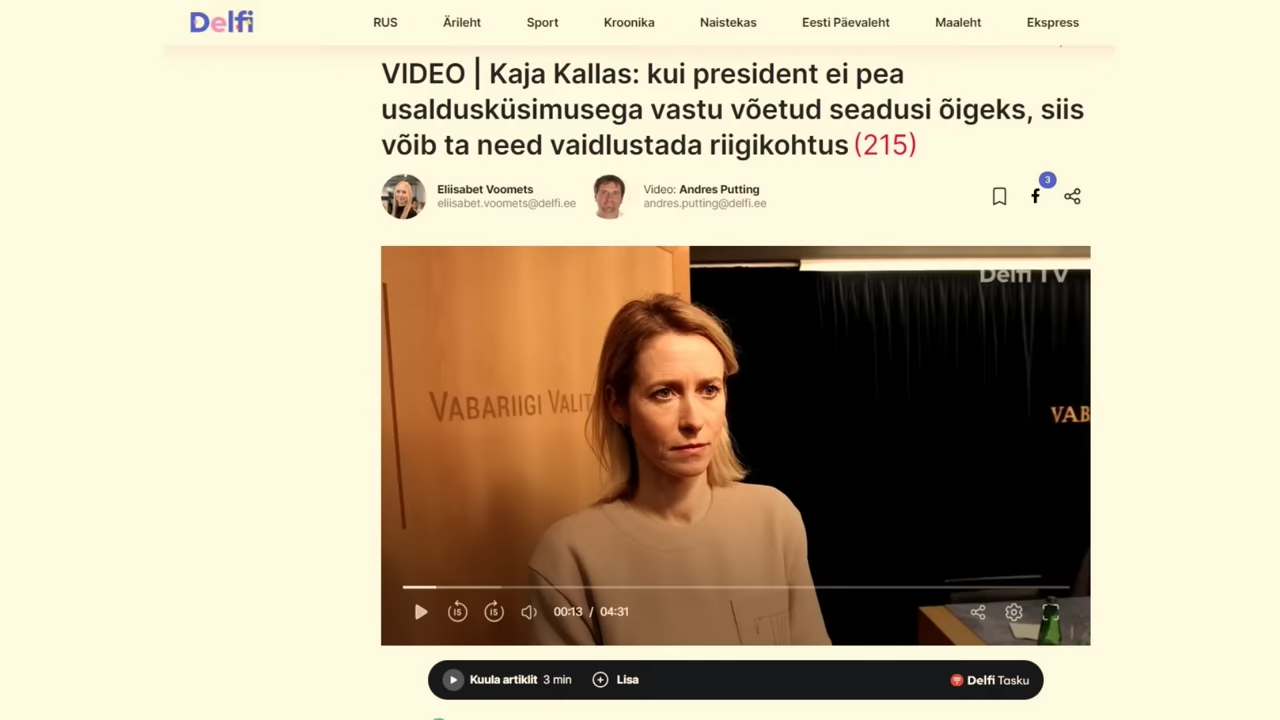 Delfi
RUS Ärileht Sport Kroonika Naistekas Eesti Päevaleht Maaleht Ekspress
VIDEO | Kaja Kallas: kui president ei pea
usaldusküsimusega vastu võetud seadusi õigeks, siis
võib ta need vaidlustada riigikohtus (215)
Eliisabet Voomets
eliisabet.voomets@delfi.ee
Video: Andres Putting
andres.putting@delfi.ee
3
Delfi TV
VABARIIGI VALIT
VAB
15 15 00:13 / 04:31
Kuula artiklit 3 min Lisa Delfi Tasku